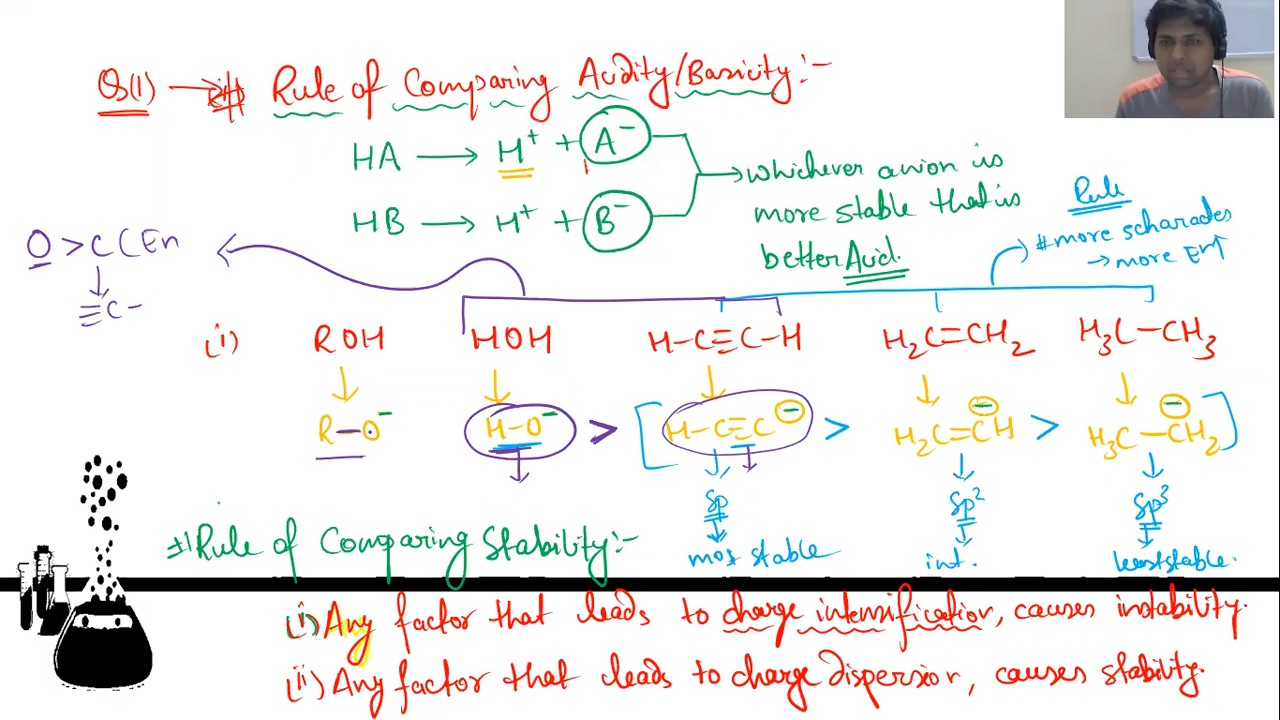 Q(1) → # Rule of Comparing Acidity/Basicity:-
HA → H⁺ + A⁻
HB → H⁺ + B⁻
→ Whichever anion is
more stable that is
better Acid.
Rule
# more s character
→ more En↑
O > C (En
≡C-
(i) ROH HOH H-C≡C-H H₂C=CH₂ H₃C-CH₃
R-O⁻ H-O⁻ > [H-C≡C⁻ > H₂C=CH⁻ > H₃C-CH₂⁻]
sp sp² sp³
most stable int. least stable.
# Rule of Comparing Stability:-
(i) Any factor that leads to charge intensification, causes instability.
(ii) Any factor that leads to charge dispersion, causes stability.